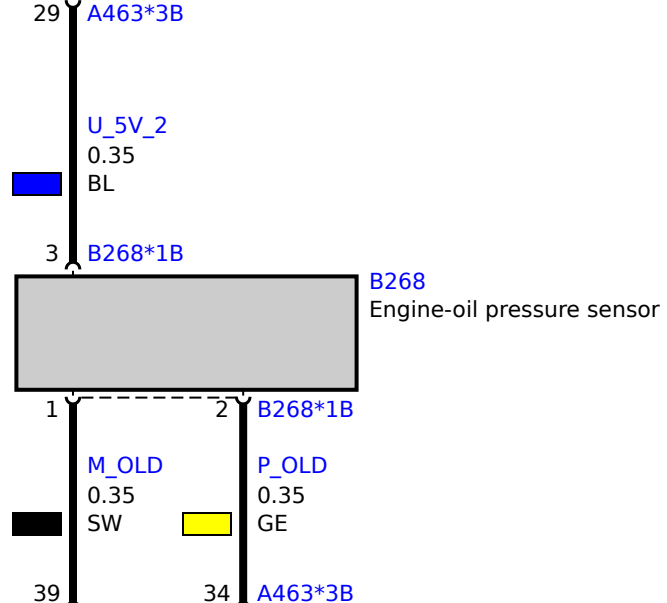 29 A463*3B
U_5V_2
0.35
BL
3 B268*1B
B268
Engine-oil pressure sensor
1 2 B268*1B
M_OLD P_OLD
0.35 0.35
SW GE
39 34 A463*3B